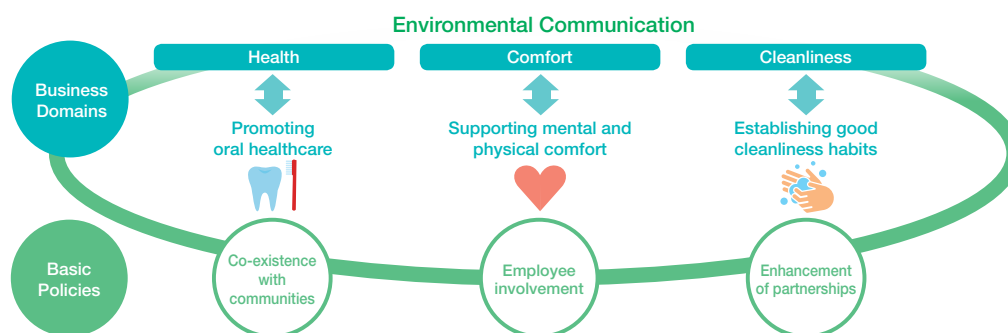 Environmental Communication
Business
Domains
Health
Comfort
Cleanliness
Promoting
oral healthcare
Supporting mental and
physical comfort
Establishing good
cleanliness habits
Basic
Policies
Co-existence
with
communities
Employee
involvement
Enhancement
of partnerships